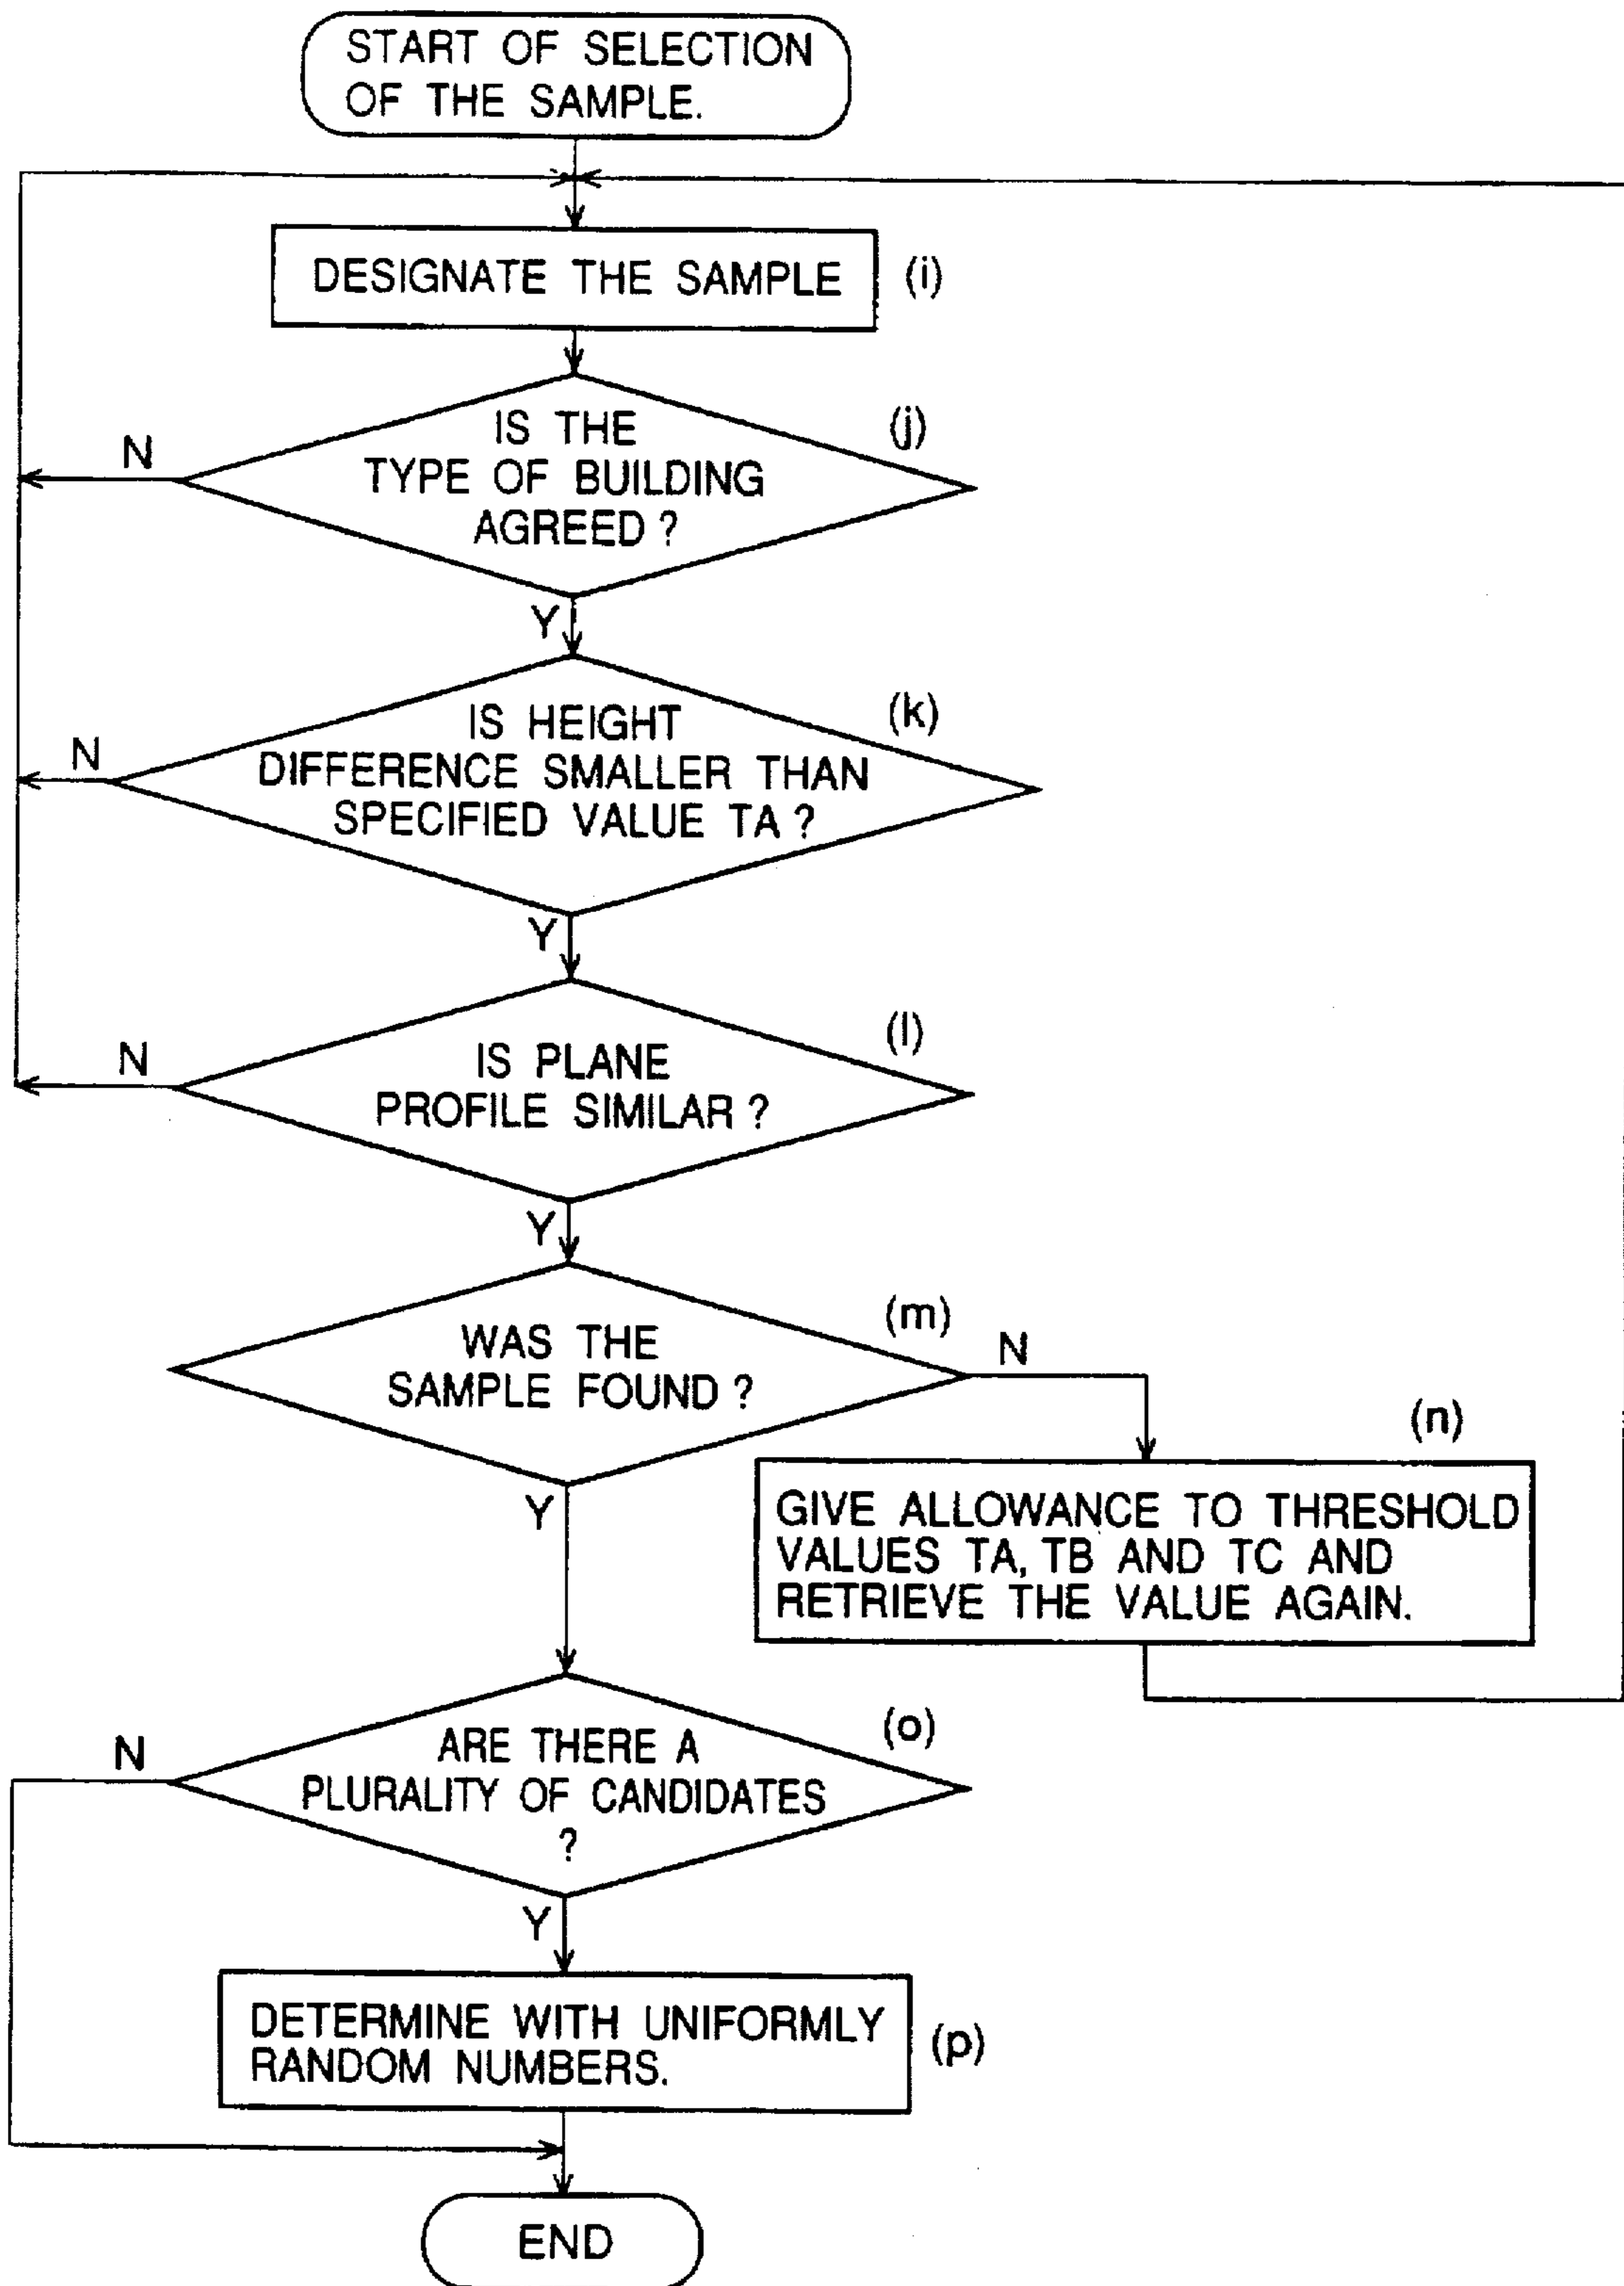 START OF SELECTION
OF THE SAMPLE.
DESIGNATE THE SAMPLE
(i)
IS THE
TYPE OF BUILDING
AGREED ?
(j)
N
Y
IS HEIGHT
DIFFERENCE SMALLER THAN
SPECIFIED VALUE TA ?
(k)
N
Y
IS PLANE
PROFILE SIMILAR ?
(l)
N
Y
WAS THE
SAMPLE FOUND ?
(m)
N
Y
(n)
GIVE ALLOWANCE TO THRESHOLD
VALUES TA, TB AND TC AND
RETRIEVE THE VALUE AGAIN.
ARE THERE A
PLURALITY OF CANDIDATES
?
(o)
N
Y
DETERMINE WITH UNIFORMLY
RANDOM NUMBERS.
(p)
END